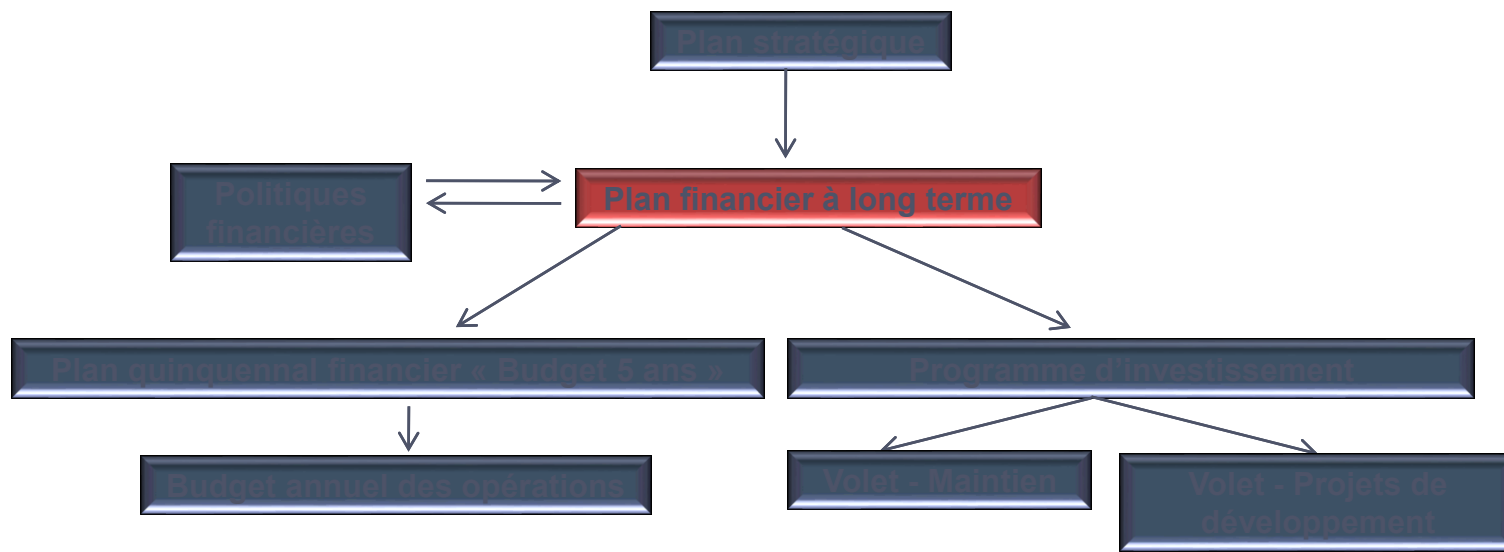 Plan stratégique
Politiques
financières
Plan financier à long terme
Plan quinquennal financier « Budget 5 ans »
Programme d’investissement
Budget annuel des opérations
Volet - Maintien
Volet - Projets de
développement